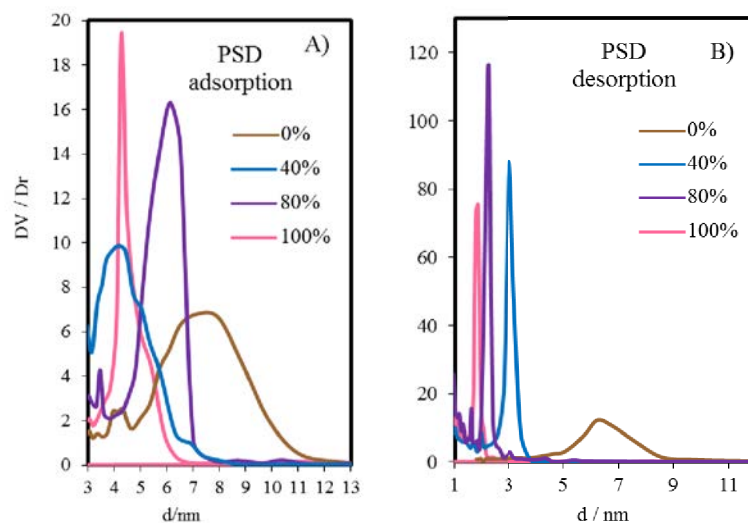 PSD
adsorption
A)
0%
40%
80%
100%
DV / Dr
20
18
16
14
12
10
8
6
4
2
0
3 4 5 6 7 8 9 10 11 12 13
d/nm
PSD
desorption
B)
0%
40%
80%
100%
120
100
80
60
40
20
0
1 3 5 7 9 11
d / nm